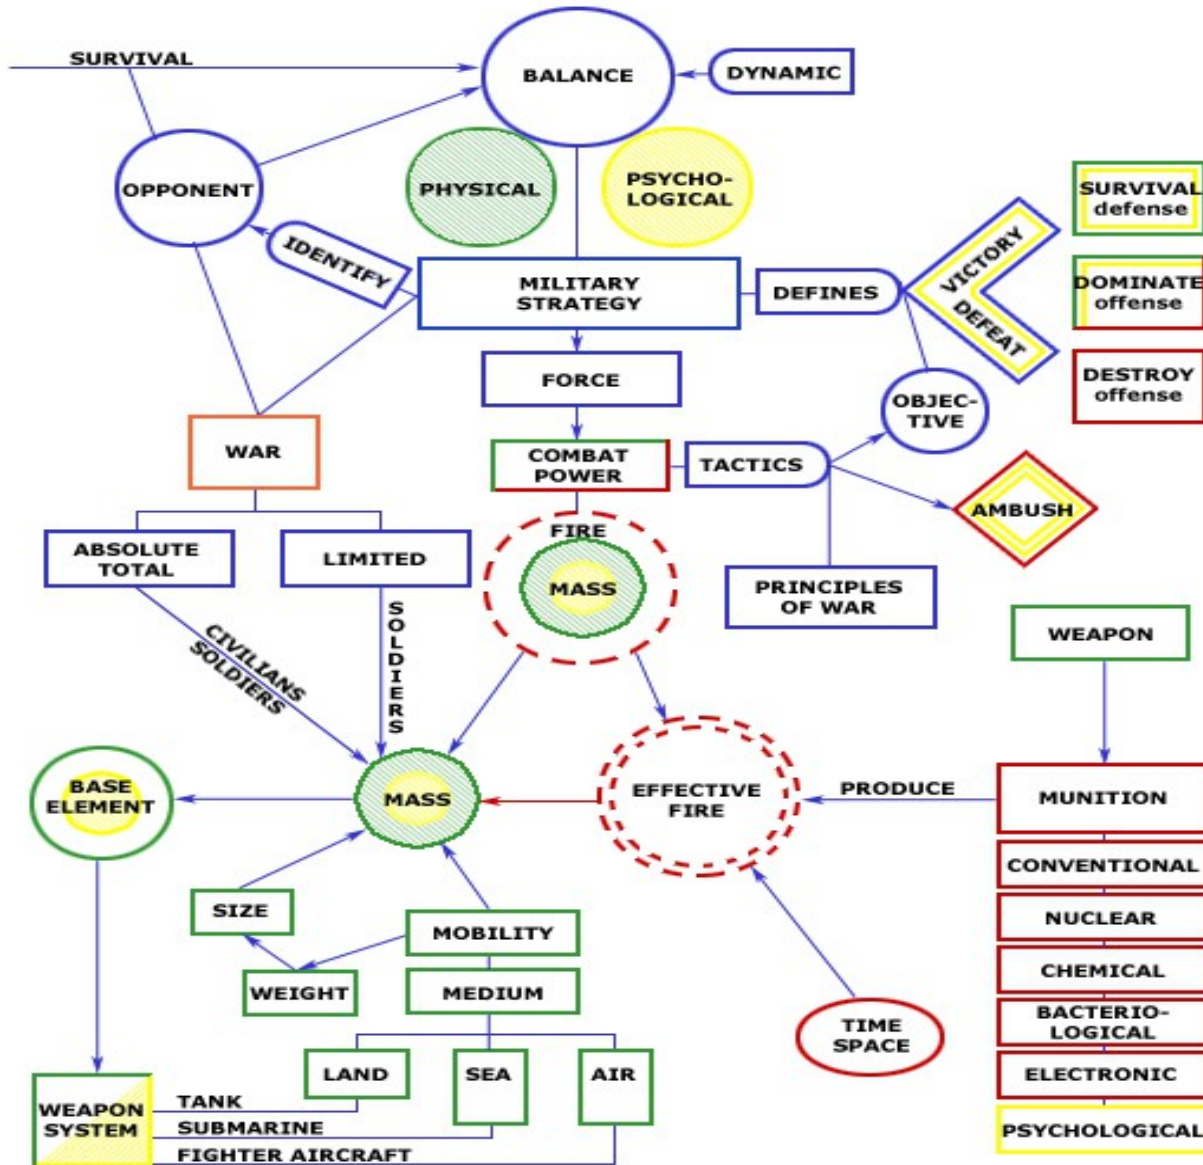 SURVIVAL
BALANCE
DYNAMIC
OPPONENT
PHYSICAL
PSYCHO-
LOGICAL
SURVIVAL
defense
IDENTIFY
MILITARY
STRATEGY
DEFINES
VICTORY
DEFEAT
DOMINATE
offense
FORCE
DESTROY
offense
OBJEC-
TIVE
WAR
COMBAT
POWER
TACTICS
AMBUSH
ABSOLUTE
TOTAL
LIMITED
FIRE
MASS
PRINCIPLES
OF WAR
CIVILIANS
SOLDIERS
SOLDIERS
WEAPON
BASE
ELEMENT
MASS
EFFECTIVE
FIRE
PRODUCE
MUNITION
CONVENTIONAL
NUCLEAR
CHEMICAL
BACTERIO-
LOGICAL
ELECTRONIC
PSYCHOLOGICAL
SIZE
MOBILITY
WEIGHT
MEDIUM
TIME
SPACE
LAND
SEA
AIR
WEAPON
SYSTEM
TANK
SUBMARINE
FIGHTER AIRCRAFT